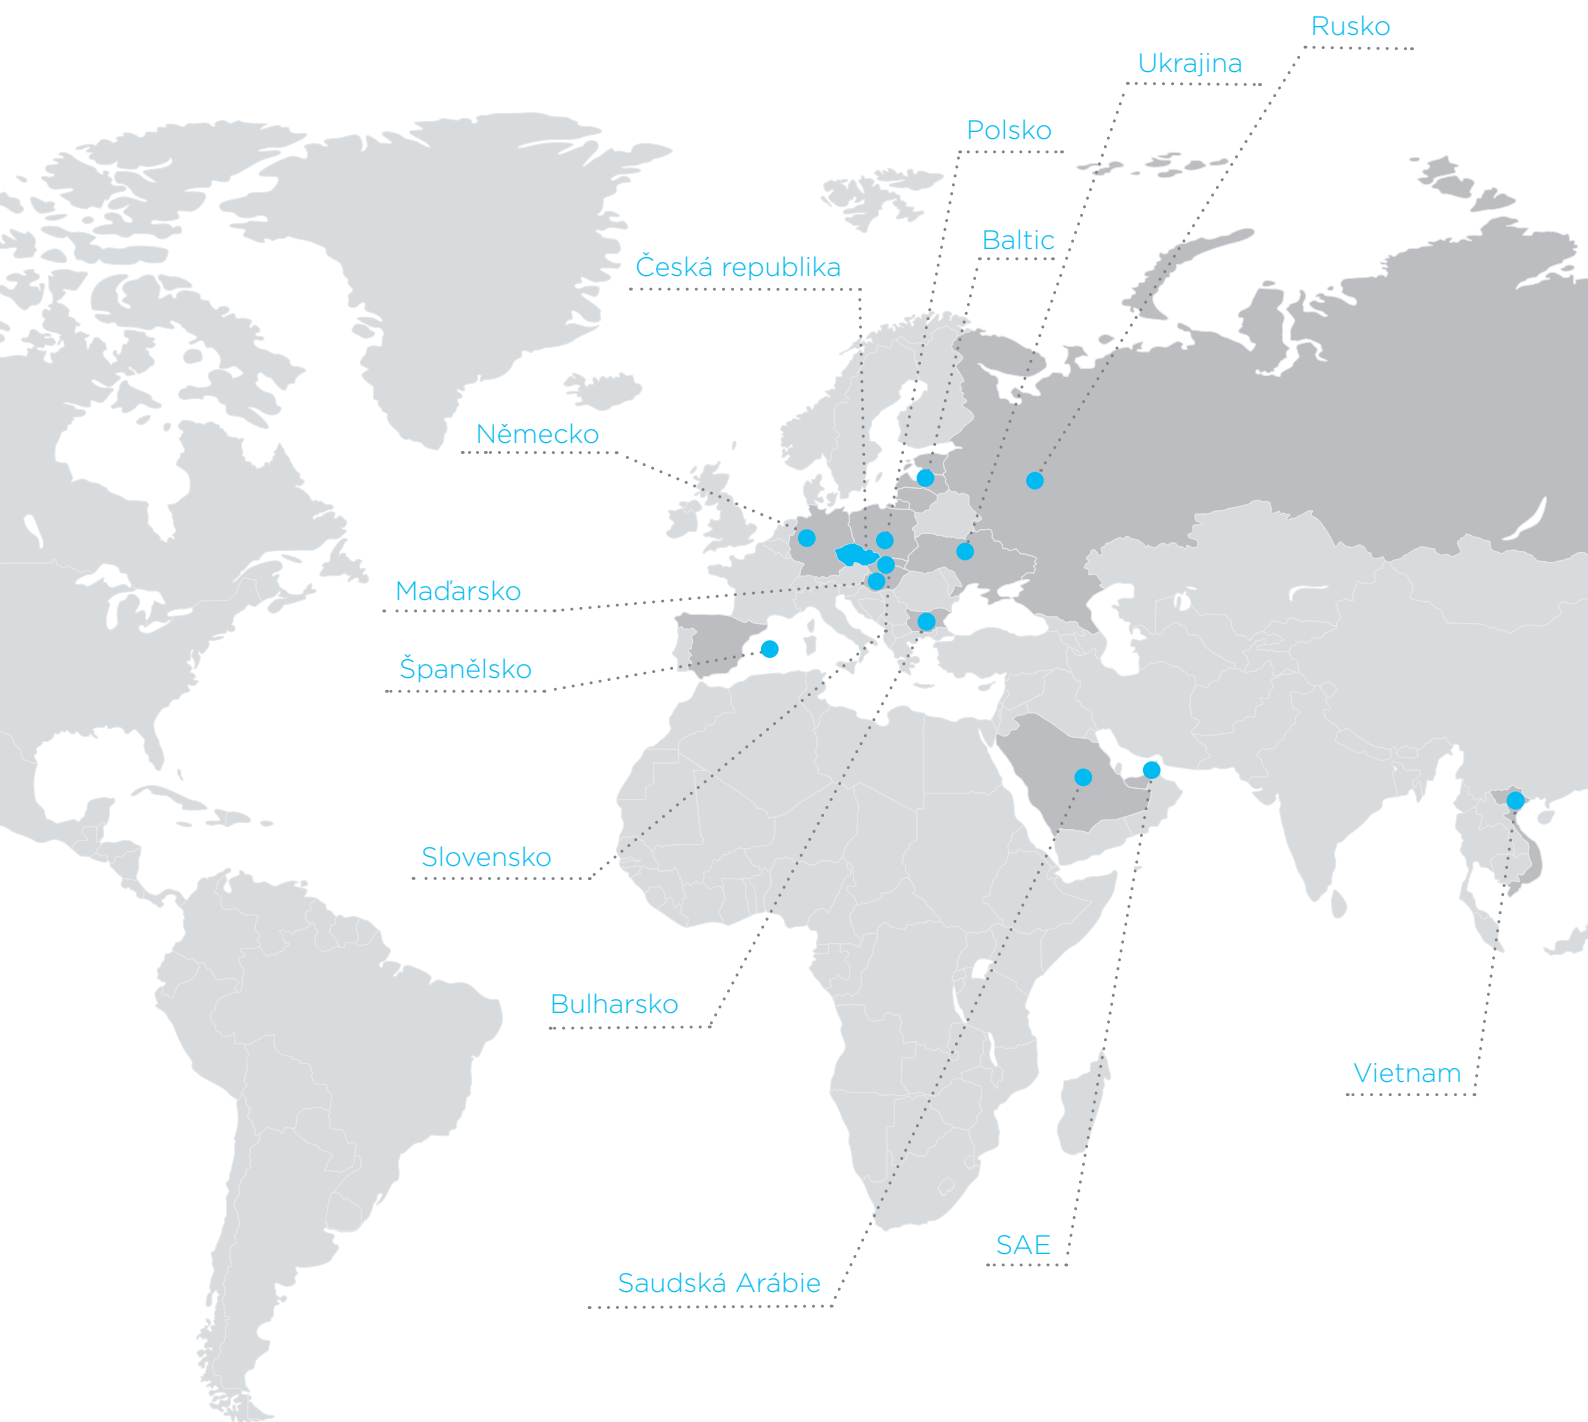 Rusko
Ukrajina
Polsko
Baltic
Česká republika
Německo
Maďarsko
Španělsko
Slovensko
Bulharsko
Vietnam
SAE
Saudská Arábie